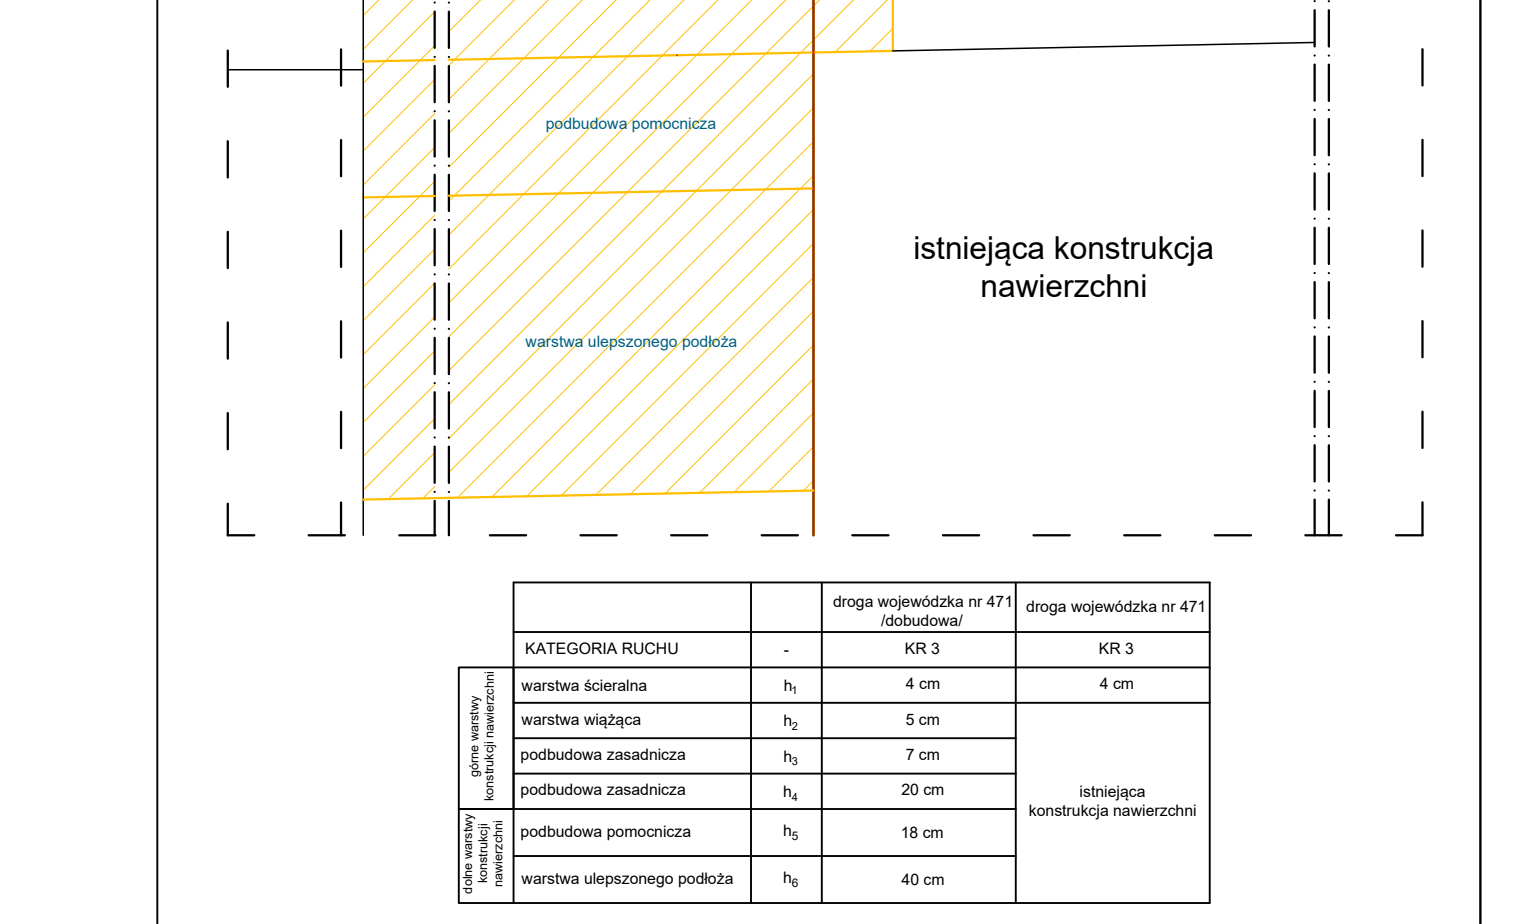 podbudowa pomocnicza
istniejąca konstrukcja
nawierzchni
warstwa ulepszonego podłoża
droga wojewódzka nr 471
/dobudowa/
droga wojewódzka nr 471
KATEGORIA RUCHU - KR 3 KR 3
górne warstwy
konstrukcji nawierzchni
warstwa ścieralna h1 4 cm 4 cm
warstwa wiążąca h2 5 cm
podbudowa zasadnicza h3 7 cm
podbudowa zasadnicza h4 20 cm
istniejąca
konstrukcja nawierzchni
dolne warstwy
konstrukcji
nawierzchni
podbudowa pomocnicza h5 18 cm
warstwa ulepszonego podłoża h6 40 cm